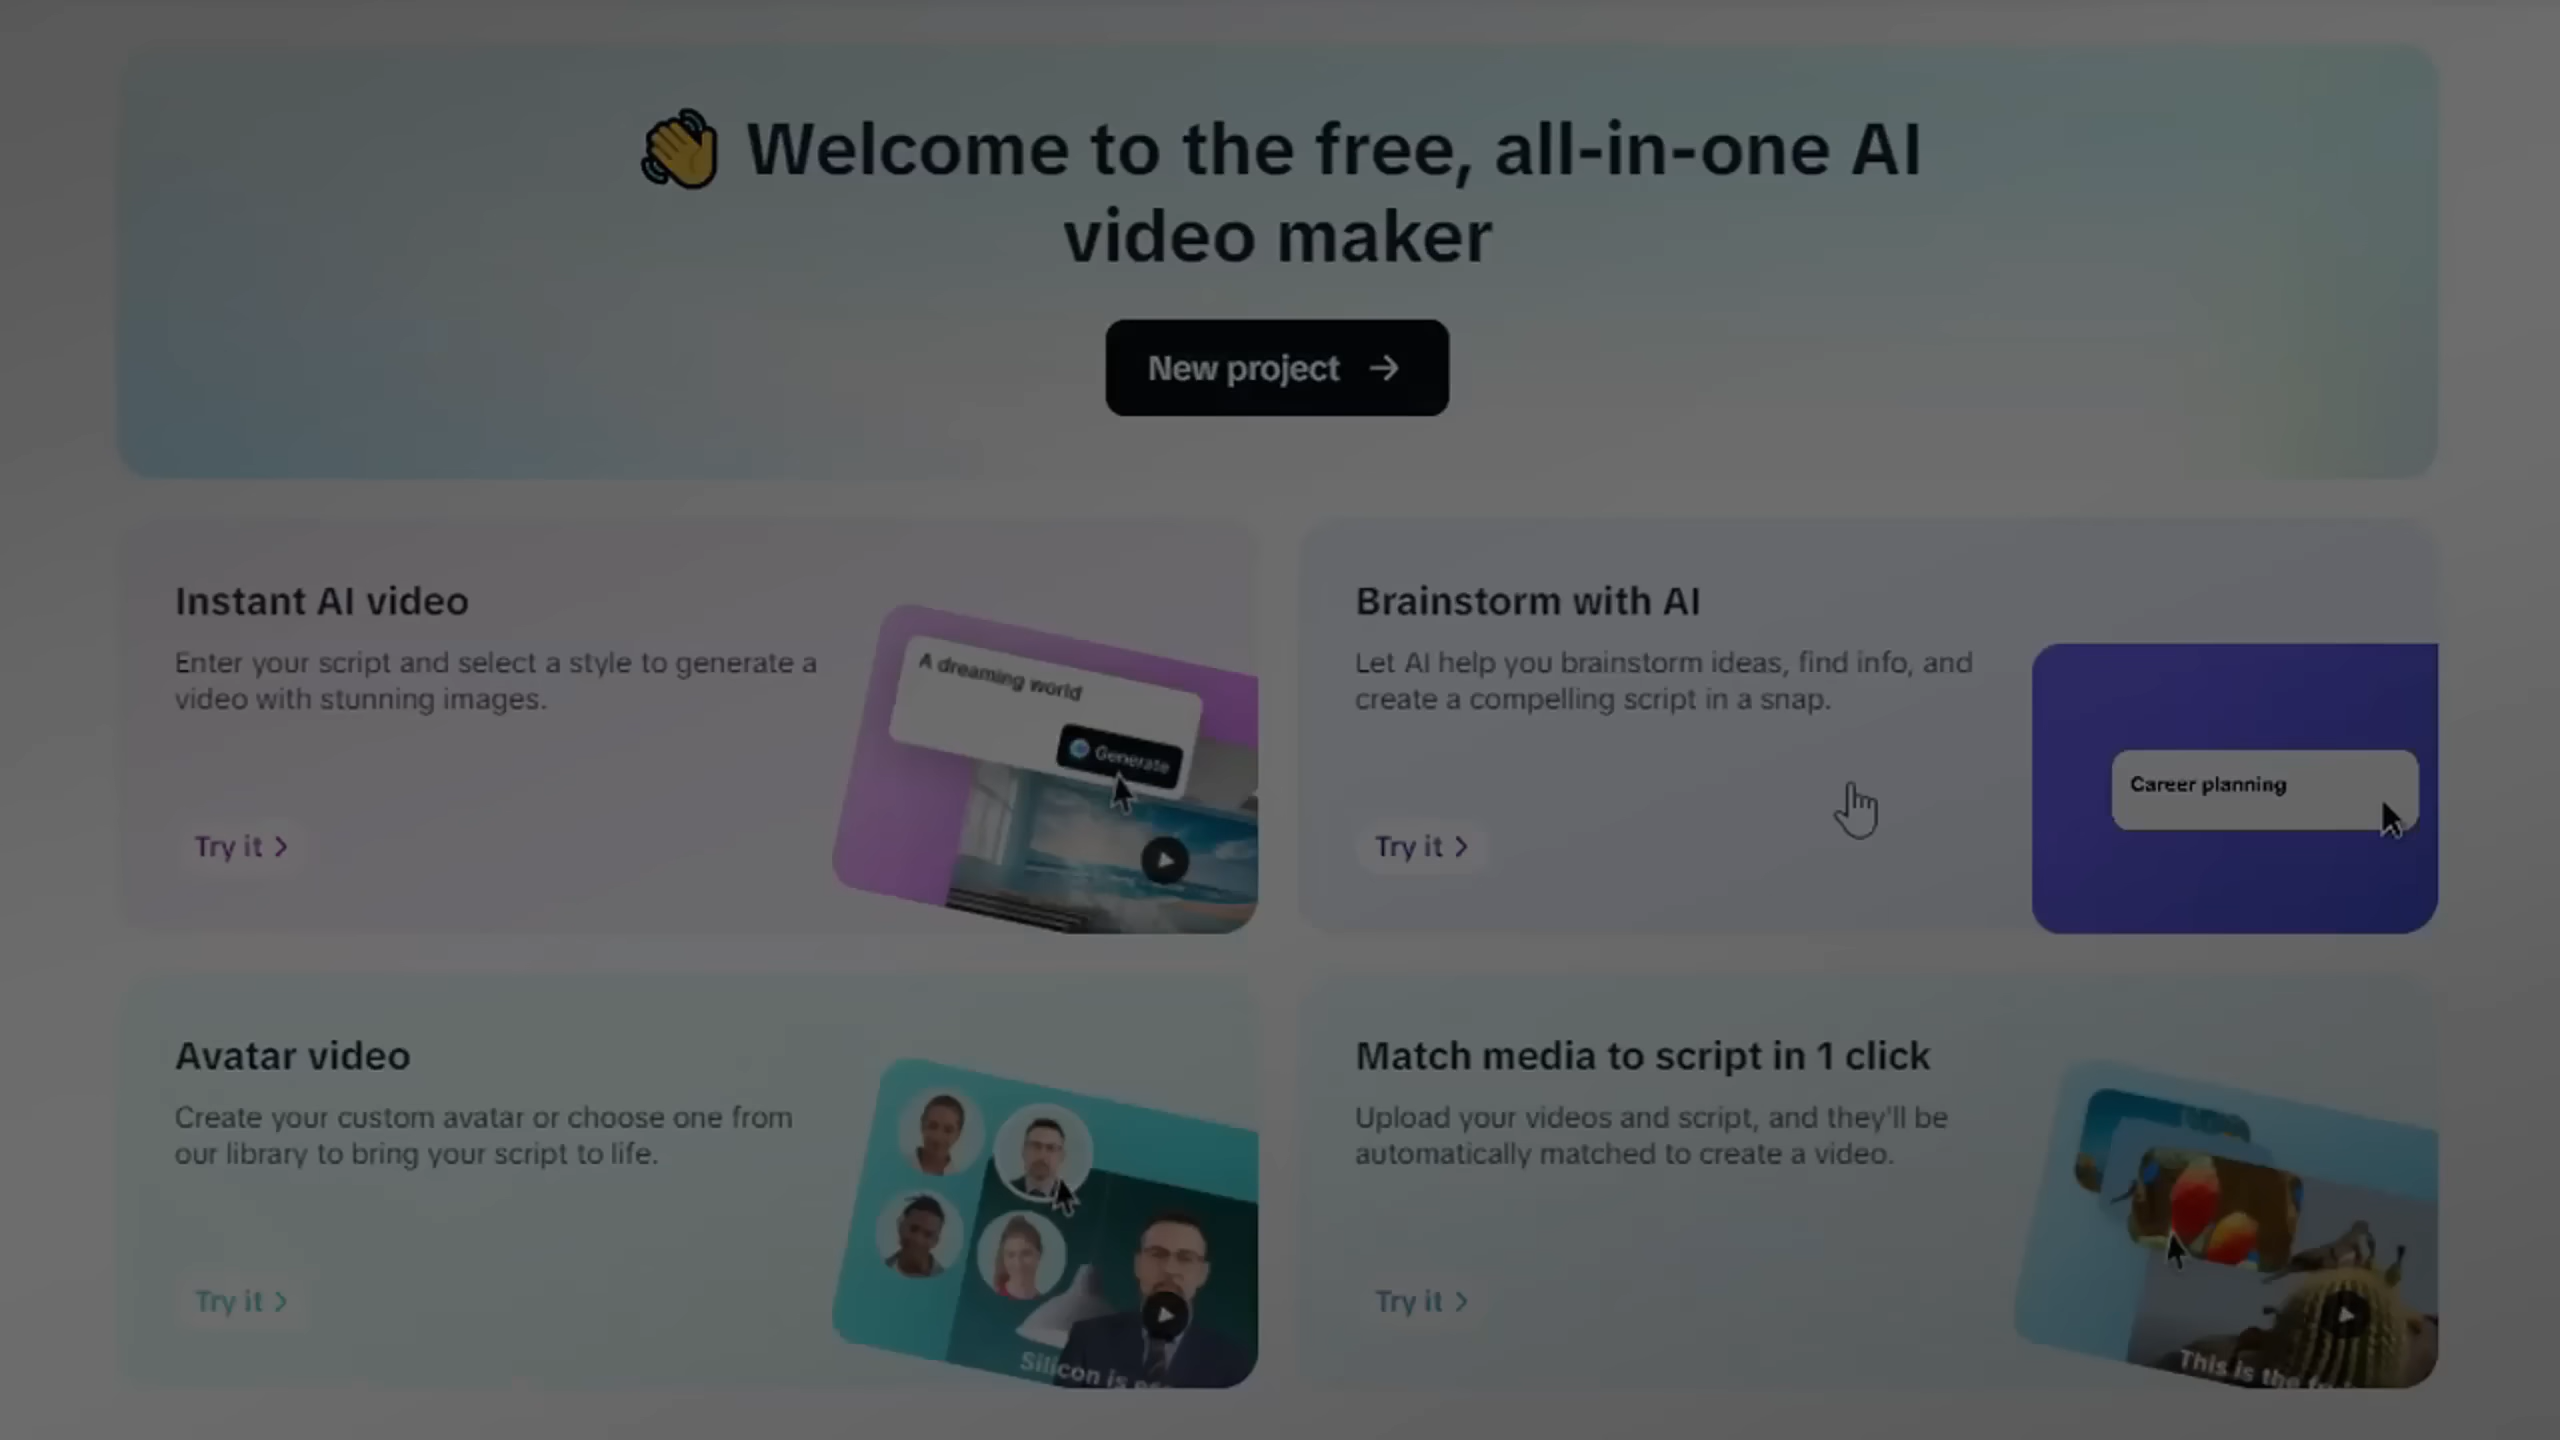 👋 Welcome to the free, all-in-one AI
video maker
New project →
Instant AI video
Enter your script and select a style to generate a
video with stunning images.
Try it >
A dreaming world
Generate
Brainstorm with AI
Let AI help you brainstorm ideas, find info, and
create a compelling script in a snap.
Try it >
Career planning
Avatar video
Create your custom avatar or choose one from
our library to bring your script to life.
Try it >
Silicon is
Match media to script in 1 click
Upload your videos and script, and they'll be
automatically matched to create a video.
Try it >
This is the